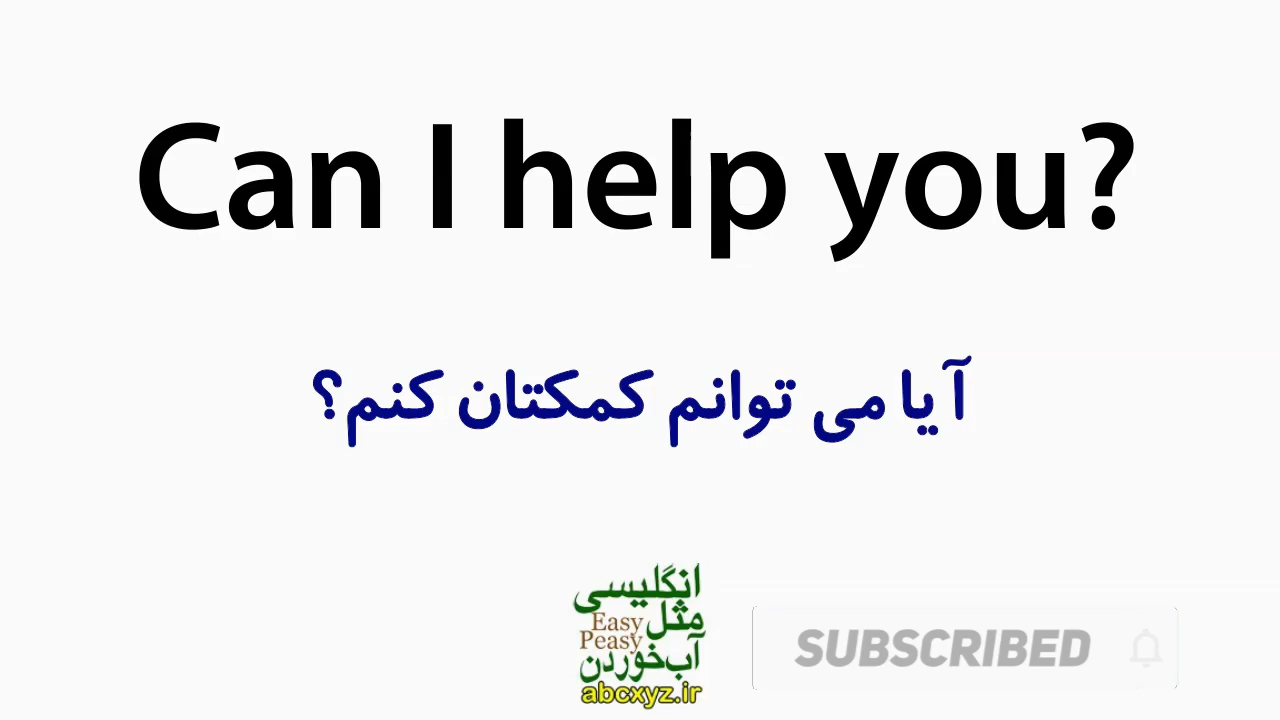 Can I help you?
آیا می توانم کمکتان کنم؟
انگلیسی
مثل
Easy
Peasy
آب‌خوردن
abcxyz.ir
SUBSCRIBED